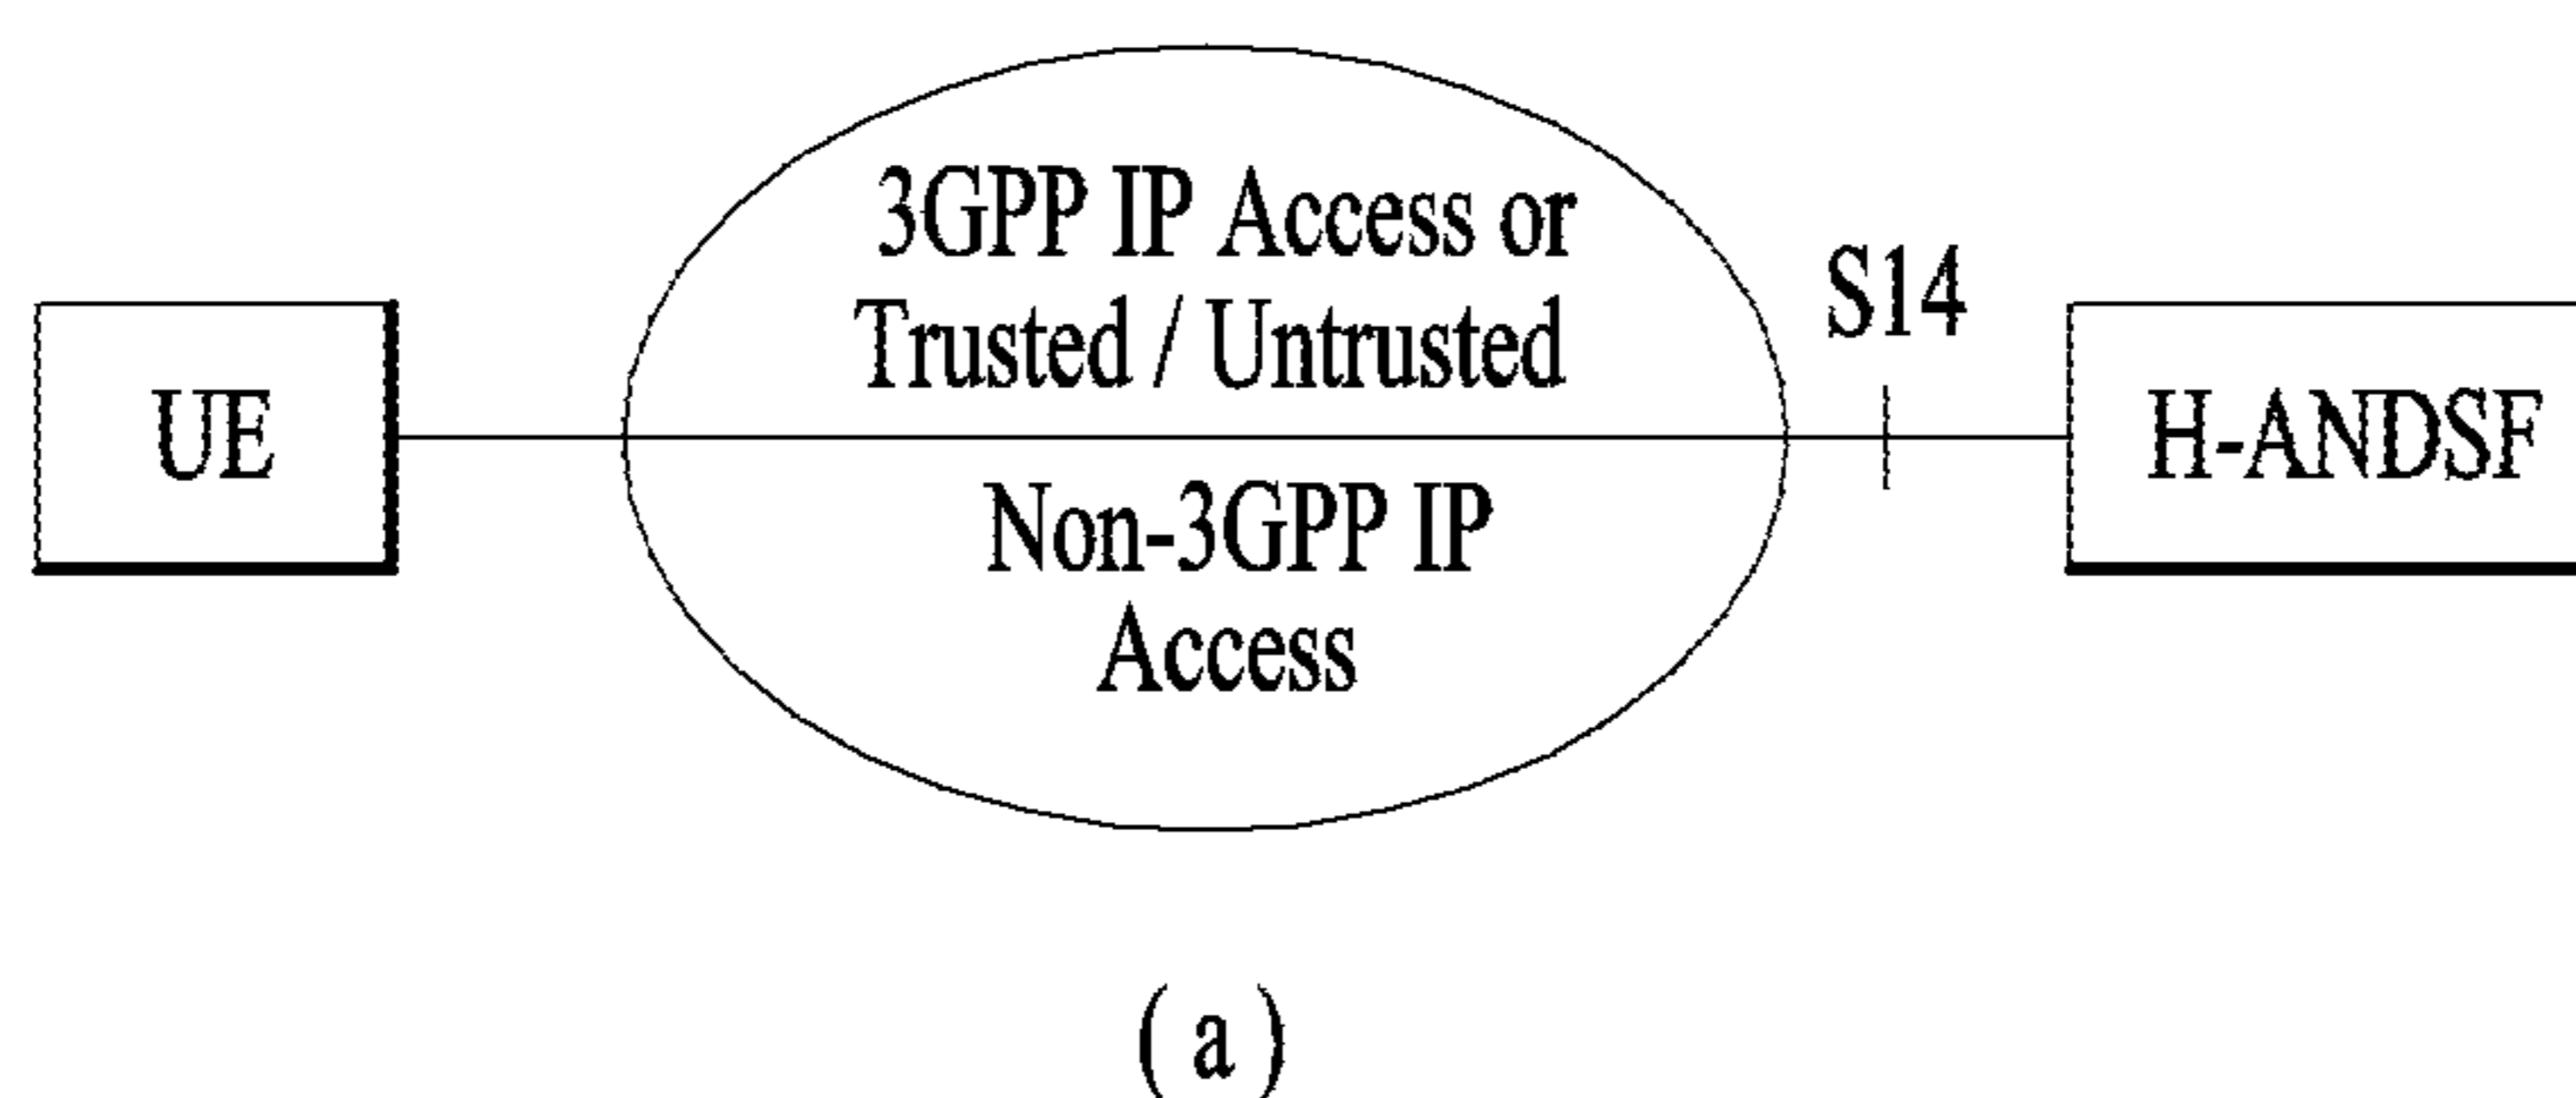 3GPP IP Access or
Trusted / Untrusted
S14
UE
H-ANDSF
Non-3GPP IP
Access
( a )